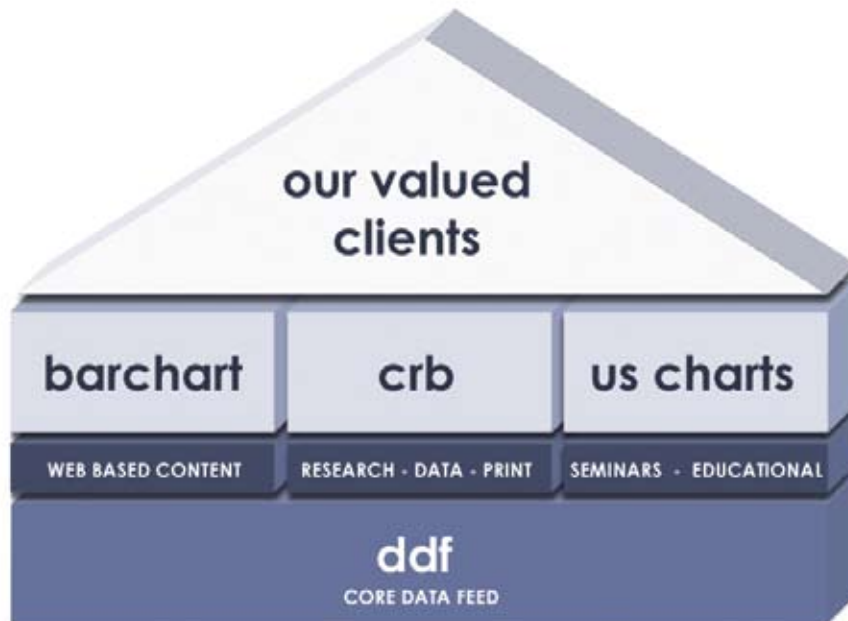 our valued
clients
barchart
crb
us charts
WEB BASED CONTENT
RESEARCH - DATA - PRINT
SEMINARS - EDUCATIONAL
ddf
CORE DATA FEED